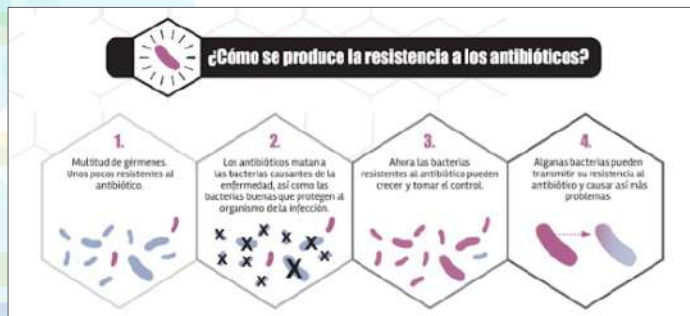 ¿Cómo se produce la resistencia a los antibióticos?
1.
Multitud de gérmenes.
Unos pocos resistentes al
antibiótico.
2.
Los antibióticos matan a
las bacterias causantes de la
enfermedad, así como las
bacterias buenas que protegen al
organismo de la infección.
3.
Ahora las bacterias
resistentes al antibiótico pueden
crecer y tomar el control.
4.
Algunas bacterias pueden
transmitir su resistencia al
antibiótico y causar así más
problemas.